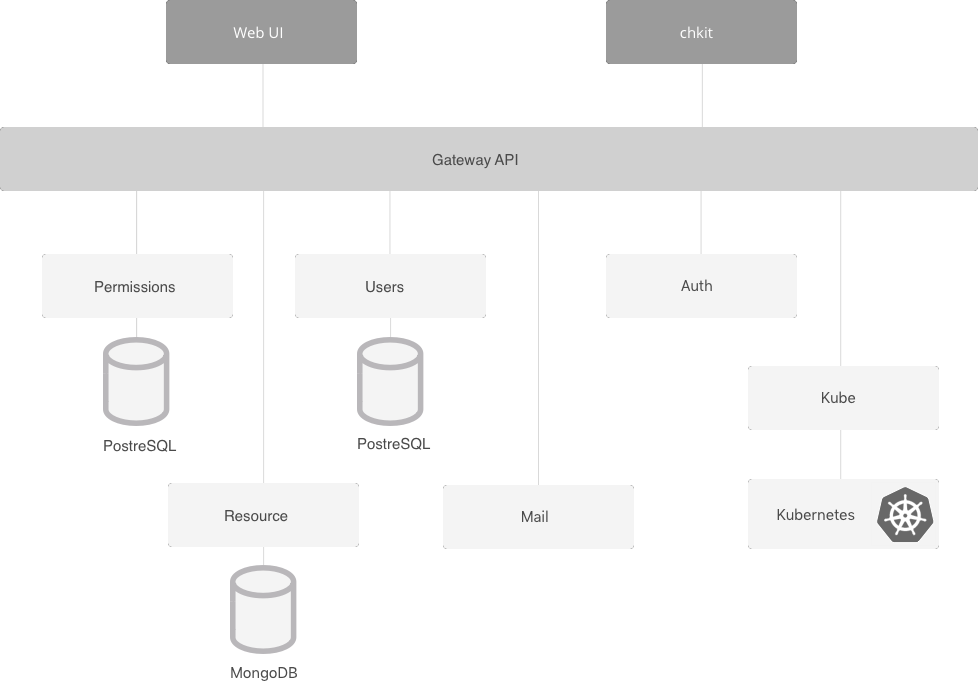 Web UI
chkit
Gateway API
Permissions
Users
Auth
Kube
PostreSQL
PostreSQL
Resource
Mail
Kubernetes
MongoDB